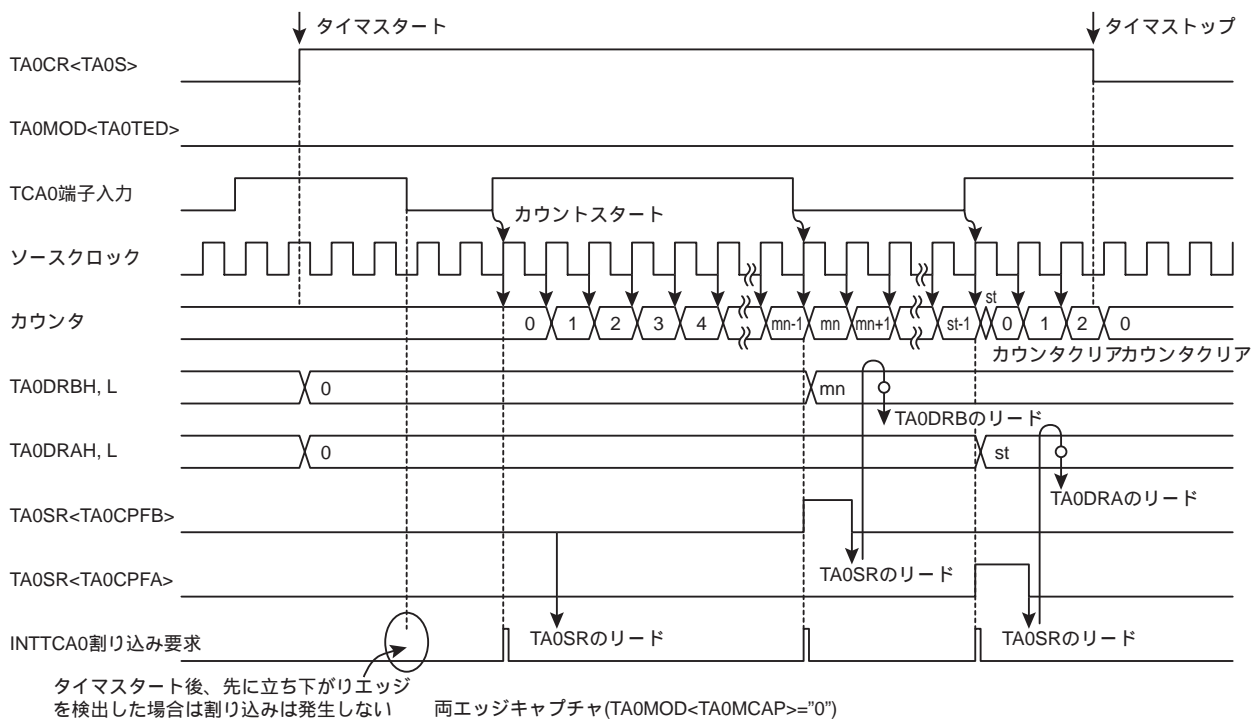 タイマスタート
タイマストップ
TA0CR<TA0S>
TA0MOD<TA0TED>
TCA0端子入力
カウントスタート
ソースクロック
カウンタ
0 1 2 3 4 mn-1 mn mn+1 st-1 st 0 1 2 0
カウンタクリア カウンタクリア
TA0DRBH, L
0 mn
TA0DRBのリード
TA0DRAH, L
0 st
TA0DRAのリード
TA0SR<TA0CPFB>
TA0SRのリード
TA0SR<TA0CPFA>
TA0SRのリード
TA0SRのリード
INTTCA0割り込み要求
タイマスタート後、先に立ち下がりエッジ
を検出した場合は割り込みは発生しない
両エッジキャプチャ(TA0MOD<TA0MCAP>="0")